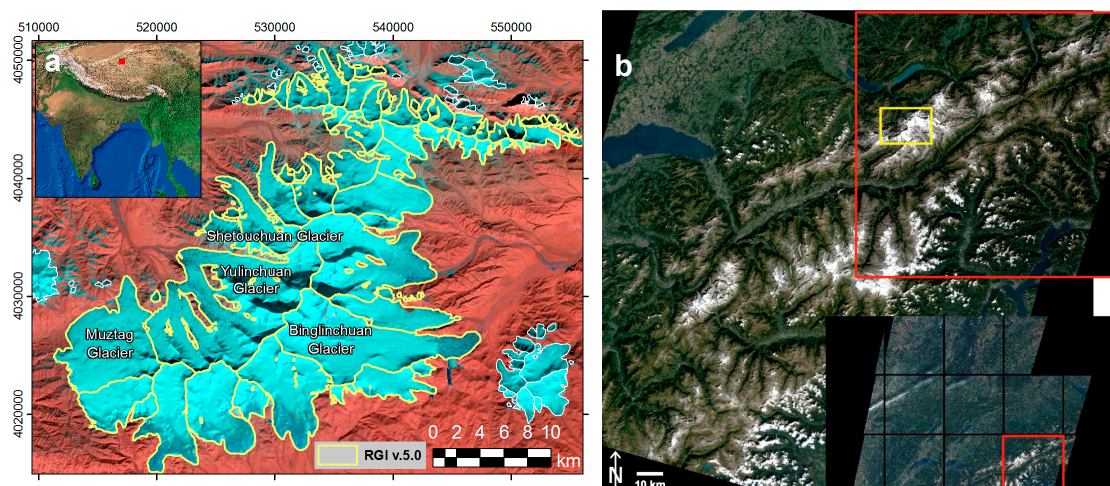 510000 520000 530000 540000 550000
a
b
4050000
4040000
4030000
4020000
Shetouchuan Glacier
Yulinchuan
Glacier
Muztag
Glacier
Binglinchuan
Glacier
RGI v.5.0
0 2 4 6 8 10
km
N
10 km